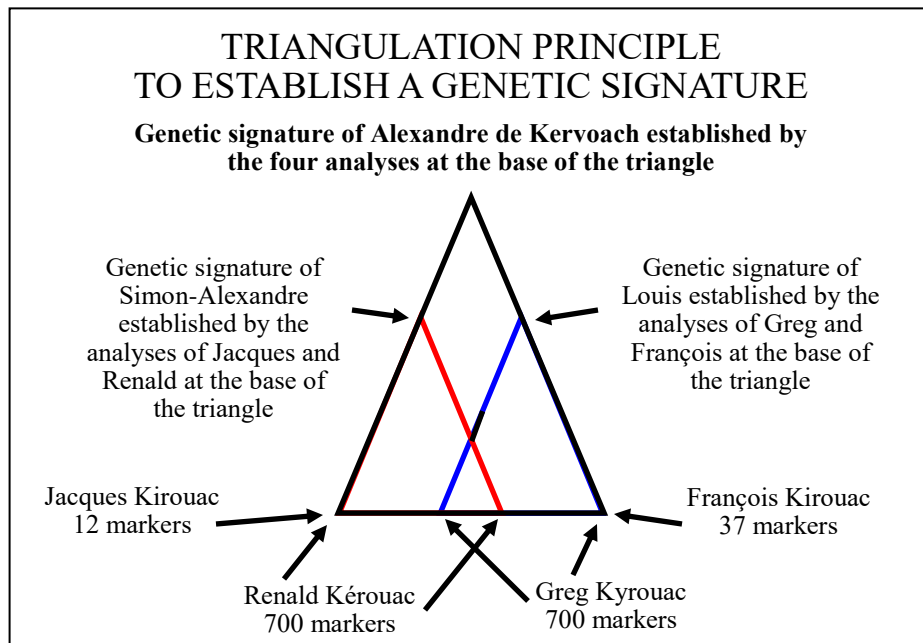 TRIANGULATION PRINCIPLE
TO ESTABLISH A GENETIC SIGNATURE
Genetic signature of Alexandre de Kervoach established by
the four analyses at the base of the triangle
Genetic signature of
Simon-Alexandre
established by the
analyses of Jacques and
Renald at the base of
the triangle
Genetic signature of
Louis established by the
analyses of Greg and
François at the base of
the triangle
Jacques Kirouac
12 markers
François Kirouac
37 markers
Renald Kérouac
700 markers
Greg Kyrouac
700 markers